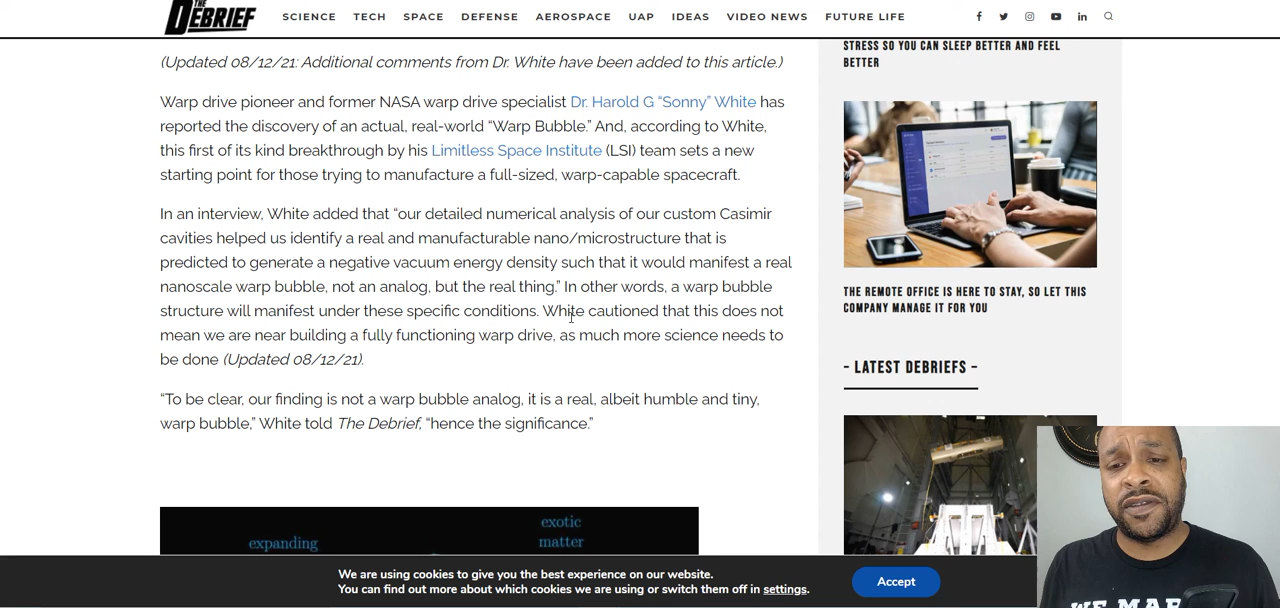 THE
DEBRIEF
SCIENCE TECH SPACE DEFENSE AEROSPACE UAP IDEAS VIDEO NEWS FUTURE LIFE
(Updated 08/12/21: Additional comments from Dr. White have been added to this article.)
Warp drive pioneer and former NASA warp drive specialist Dr. Harold G “Sonny” White has
reported the discovery of an actual, real-world “Warp Bubble.” And, according to White,
this first of its kind breakthrough by his Limitless Space Institute (LSI) team sets a new
starting point for those trying to manufacture a full-sized, warp-capable spacecraft.
In an interview, White added that “our detailed numerical analysis of our custom Casimir
cavities helped us identify a real and manufacturable nano/microstructure that is
predicted to generate a negative vacuum energy density such that it would manifest a real
nanoscale warp bubble, not an analog, but the real thing.” In other words, a warp bubble
structure will manifest under these specific conditions. White cautioned that this does not
mean we are near building a fully functioning warp drive, as much more science needs to
be done (Updated 08/12/21).
“To be clear, our finding is not a warp bubble analog, it is a real, albeit humble and tiny,
warp bubble,” White told The Debrief, “hence the significance.”
expanding
exotic
matter
STRESS SO YOU CAN SLEEP BETTER AND FEEL
BETTER
THE REMOTE OFFICE IS HERE TO STAY, SO LET THIS
COMPANY MANAGE IT FOR YOU
- LATEST DEBRIEFS -
We are using cookies to give you the best experience on our website.
You can find out more about which cookies we are using or switch them off in settings.
Accept
WE MAR